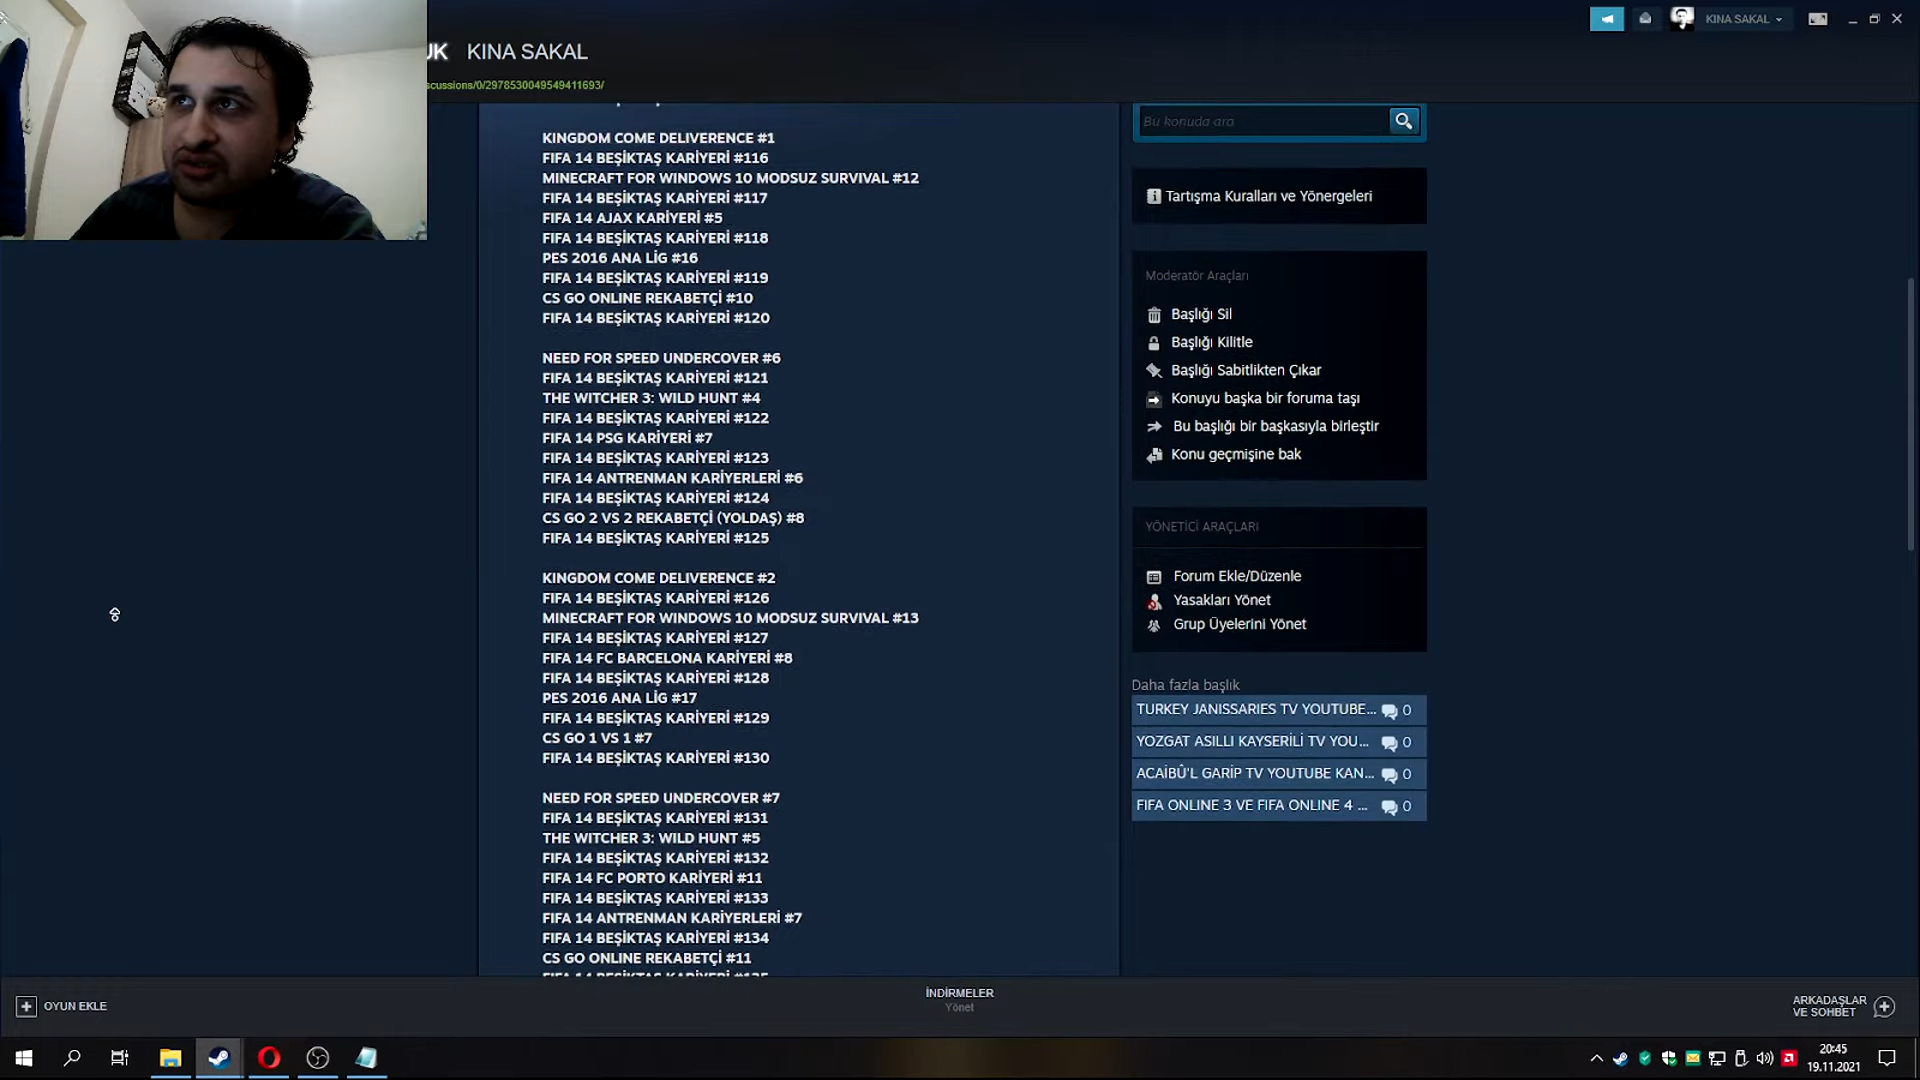 KINA SAKAL
UK KINA SAKAL
scussions/0/2978530049549411693/
KINGDOM COME DELIVERENCE #1
FIFA 14 BEŞİKTAŞ KARİYERİ #116
MINECRAFT FOR WINDOWS 10 MODSUZ SURVIVAL #12
FIFA 14 BEŞİKTAŞ KARİYERİ #117
FIFA 14 AJAX KARİYERİ #5
FIFA 14 BEŞİKTAŞ KARİYERİ #118
PES 2016 ANA LİG #16
FIFA 14 BEŞİKTAŞ KARİYERİ #119
CS GO ONLINE REKABETÇİ #10
FIFA 14 BEŞİKTAŞ KARİYERİ #120
NEED FOR SPEED UNDERCOVER #6
FIFA 14 BEŞİKTAŞ KARİYERİ #121
THE WITCHER 3: WILD HUNT #4
FIFA 14 BEŞİKTAŞ KARİYERİ #122
FIFA 14 PSG KARİYERİ #7
FIFA 14 BEŞİKTAŞ KARİYERİ #123
FIFA 14 ANTRENMAN KARİYERLERİ #6
FIFA 14 BEŞİKTAŞ KARİYERİ #124
CS GO 2 VS 2 REKABETÇİ (YOLDAŞ) #8
FIFA 14 BEŞİKTAŞ KARİYERİ #125
KINGDOM COME DELIVERENCE #2
FIFA 14 BEŞİKTAŞ KARİYERİ #126
MINECRAFT FOR WINDOWS 10 MODSUZ SURVIVAL #13
FIFA 14 BEŞİKTAŞ KARİYERİ #127
FIFA 14 FC BARCELONA KARİYERİ #8
FIFA 14 BEŞİKTAŞ KARİYERİ #128
PES 2016 ANA LİG #17
FIFA 14 BEŞİKTAŞ KARİYERİ #129
CS GO 1 VS 1 #7
FIFA 14 BEŞİKTAŞ KARİYERİ #130
NEED FOR SPEED UNDERCOVER #7
FIFA 14 BEŞİKTAŞ KARİYERİ #131
THE WITCHER 3: WILD HUNT #5
FIFA 14 BEŞİKTAŞ KARİYERİ #132
FIFA 14 FC PORTO KARİYERİ #11
FIFA 14 BEŞİKTAŞ KARİYERİ #133
FIFA 14 ANTRENMAN KARİYERLERİ #7
FIFA 14 BEŞİKTAŞ KARİYERİ #134
CS GO ONLINE REKABETÇİ #11
FIFA 14 BEŞİKTAŞ KARİYERİ #135
Bu konuda ara
Tartışma Kuralları ve Yönergeleri
Moderatör Araçları
Başlığı Sil
Başlığı Kilitle
Başlığı Sabitlikten Çıkar
Konuyu başka bir foruma taşı
Bu başlığı bir başkasıyla birleştir
Konu geçmişine bak
YÖNETİCİ ARAÇLARI
Forum Ekle/Düzenle
Yasakları Yönet
Grup Üyelerini Yönet
Daha fazla başlık
TURKEY JANISSARIES TV YOUTUBE... 0
YOZGAT ASILLI KAYSERİLİ TV YOU... 0
ACAİBÛ'L GARİP TV YOUTUBE KAN... 0
FIFA ONLINE 3 VE FIFA ONLINE 4 ... 0
OYUN EKLE
İNDİRMELER
Yönet
ARKADAŞLAR
VE SOHBET
20:45
19.11.2021